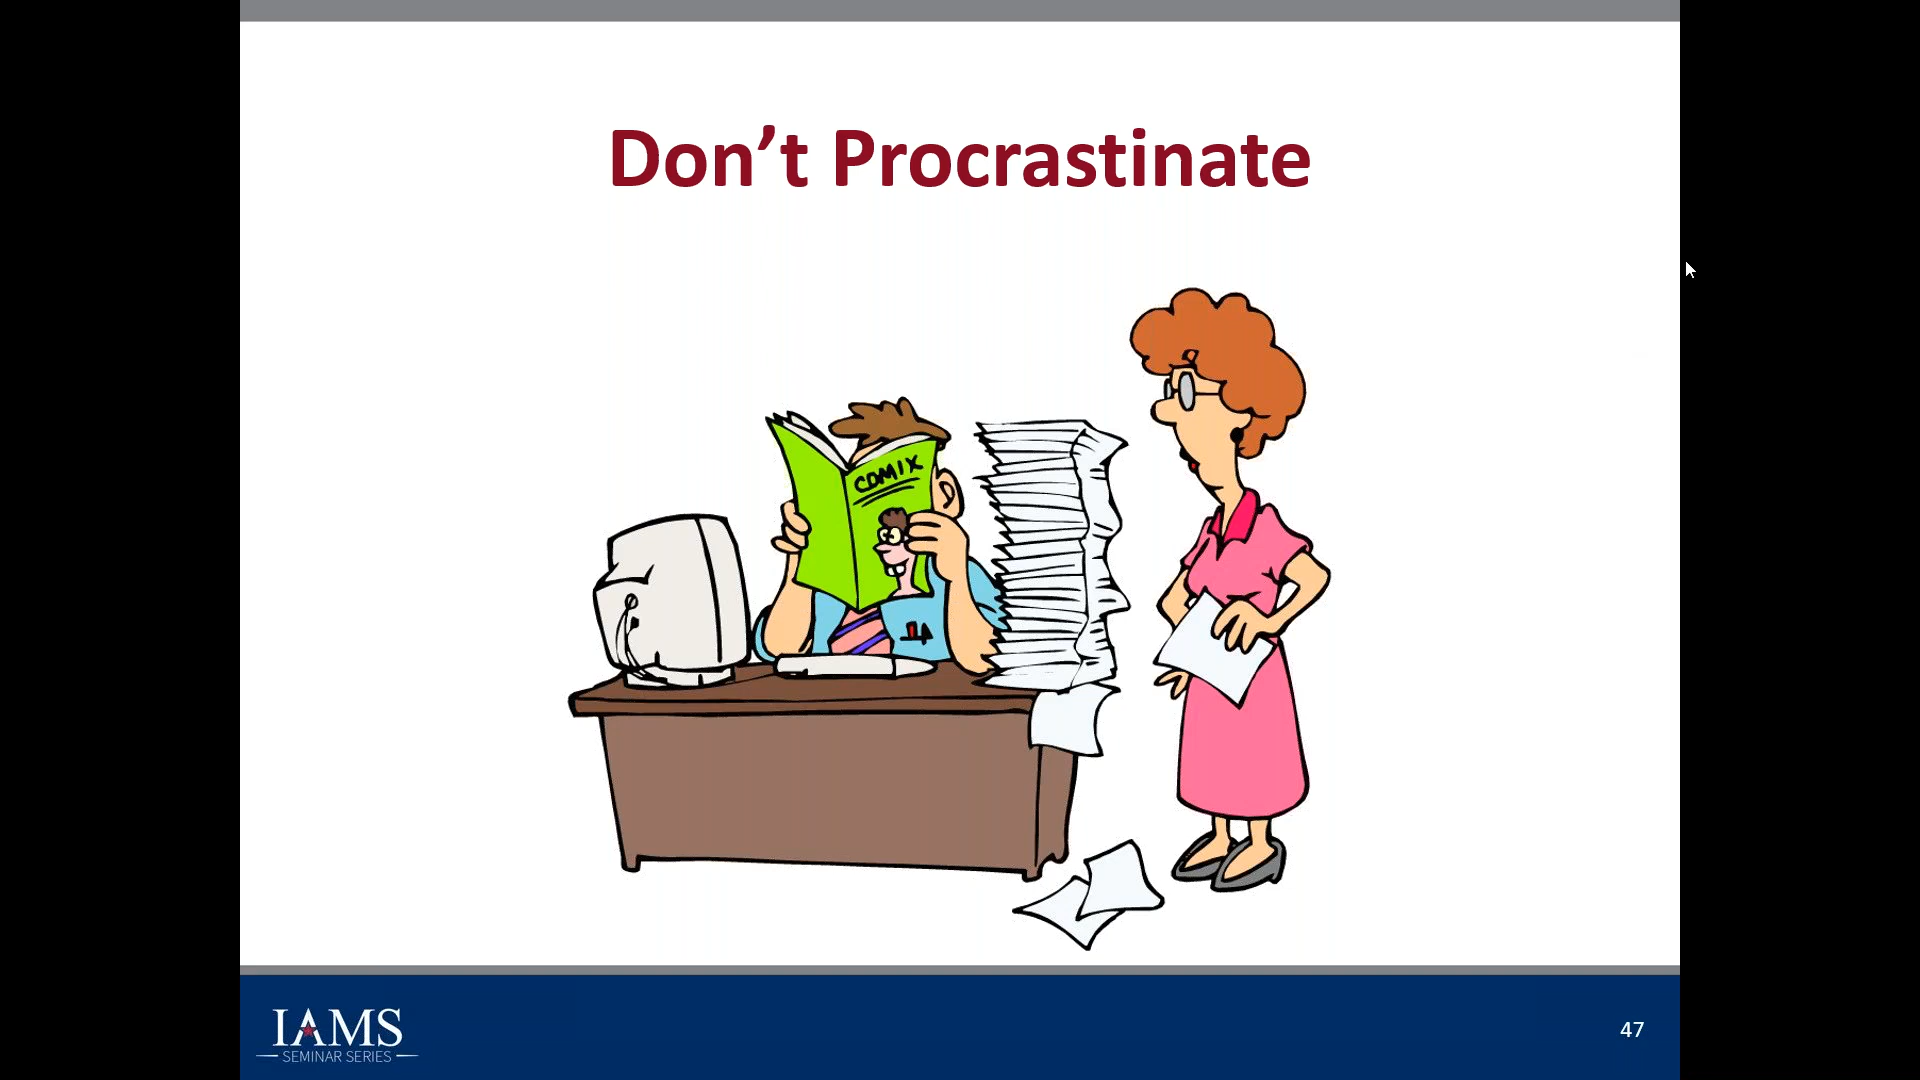 Don’t Procrastinate
COMIX
IAMS
SEMINAR SERIES
47